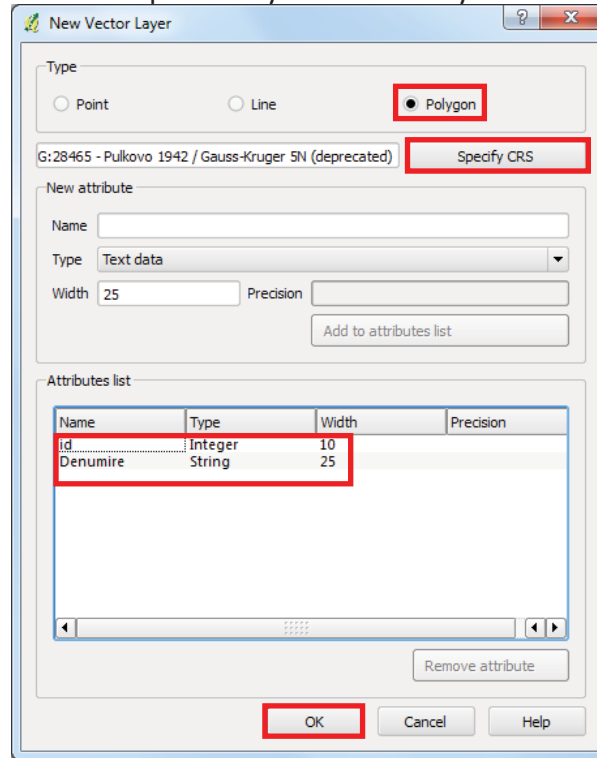 New Vector Layer
Type
Point Line Polygon
G:28465 - Pulkovo 1942 / Gauss-Kruger 5N (deprecated) Specify CRS
New attribute
Name
Type Text data
Width 25 Precision
Add to attributes list
Attributes list
Name Type Width Precision
id Integer 10
Denumire String 25
Remove attribute
OK Cancel Help